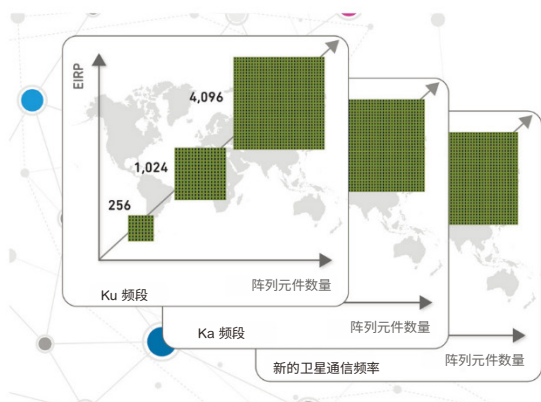 EIRP
4,096
1,024
256
阵列元件数量
Ku 频段
阵列元件数量
Ka 频段
阵列元件数量
新的卫星通信频率